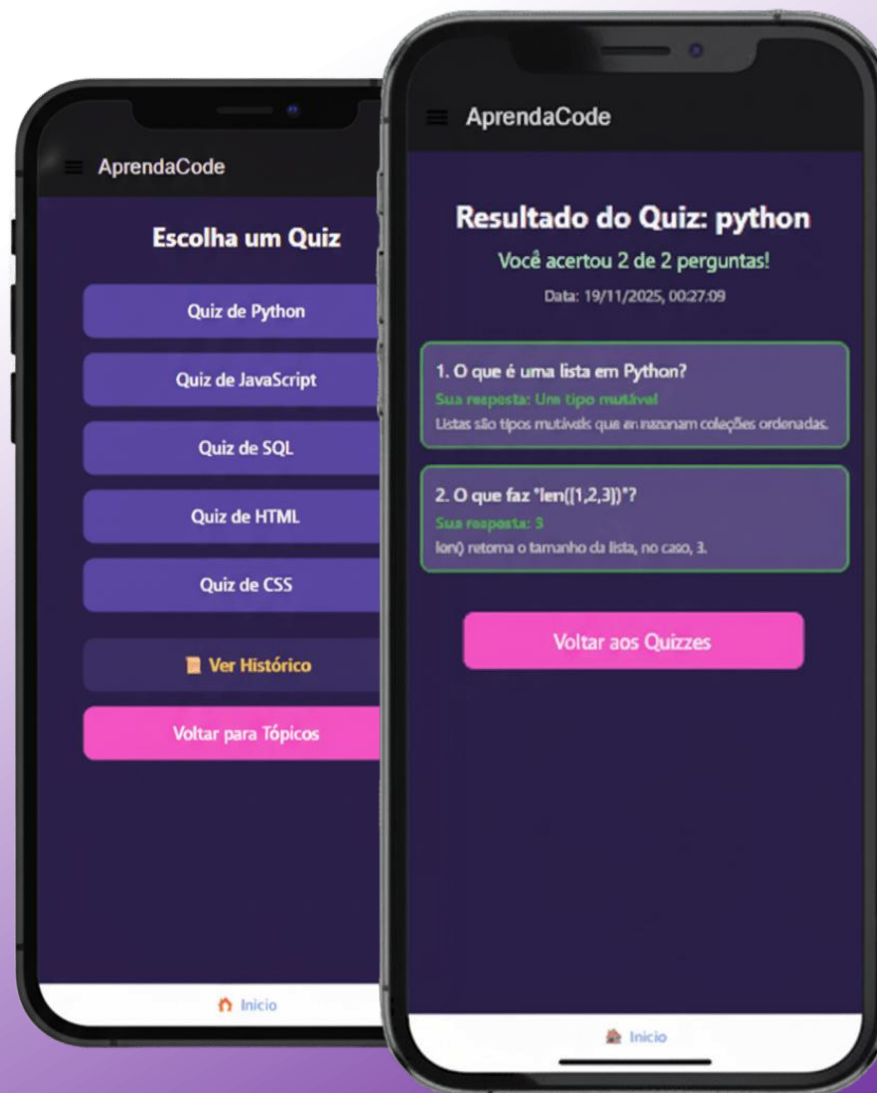 AprendaCode
Escolha um Quiz
Quiz de Python
Quiz de JavaScript
Quiz de SQL
Quiz de HTML
Quiz de CSS
Ver Histórico
Voltar para Tópicos
Inicio
AprendaCode
Resultado do Quiz: python
Você acertou 2 de 2 perguntas!
Data: 19/11/2025, 00:27:09
1. O que é uma lista em Python?
Sua resposta: Um tipo mutável
Listas são tipos mutáveis que coleções ordenadas.
2. O que faz "len([1,2,3])"?
Sua resposta: 3
len() retorna o tamanho da lista, no caso, 3.
Voltar aos Quizzes
Inicio